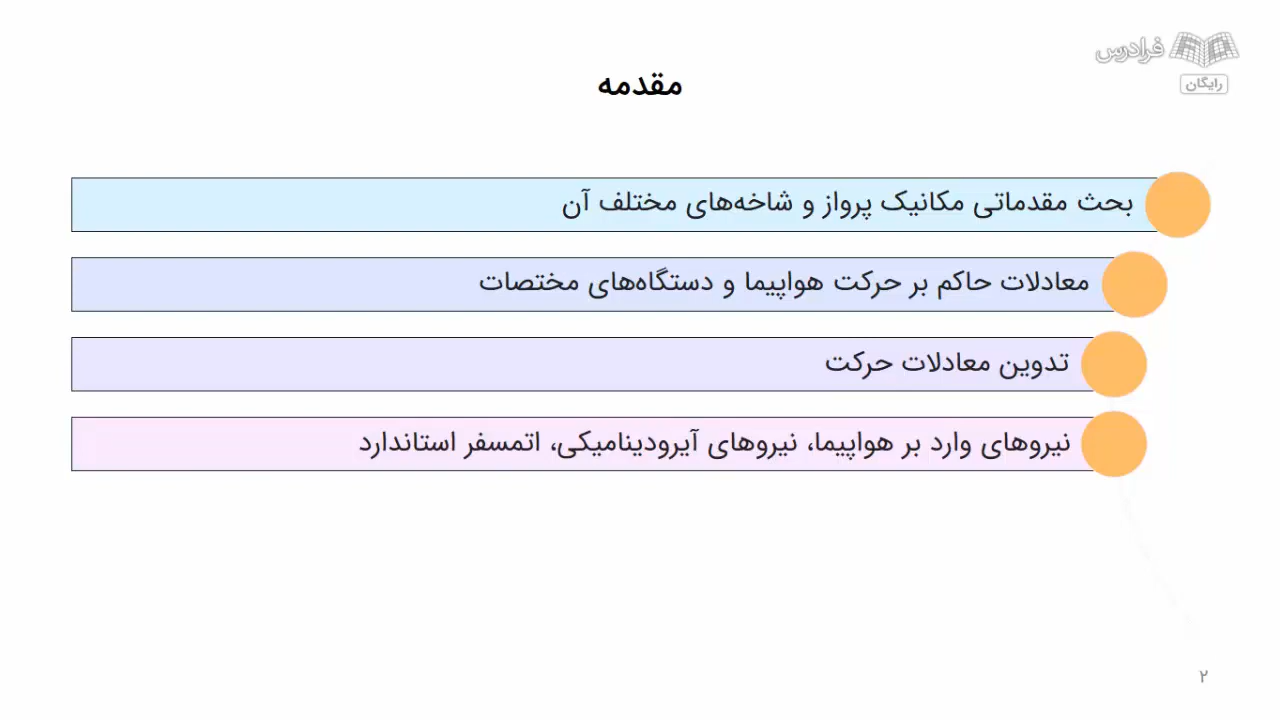 فرادرس
رایگان
مقدمه
بحث مقدماتی مکانیک پرواز و شاخه‌های مختلف آن
معادلات حاکم بر حرکت هواپیما و دستگاه‌های مختصات
تدوین معادلات حرکت
نیروهای وارد بر هواپیما، نیروهای آیرودینامیکی، اتمسفر استاندارد
۲